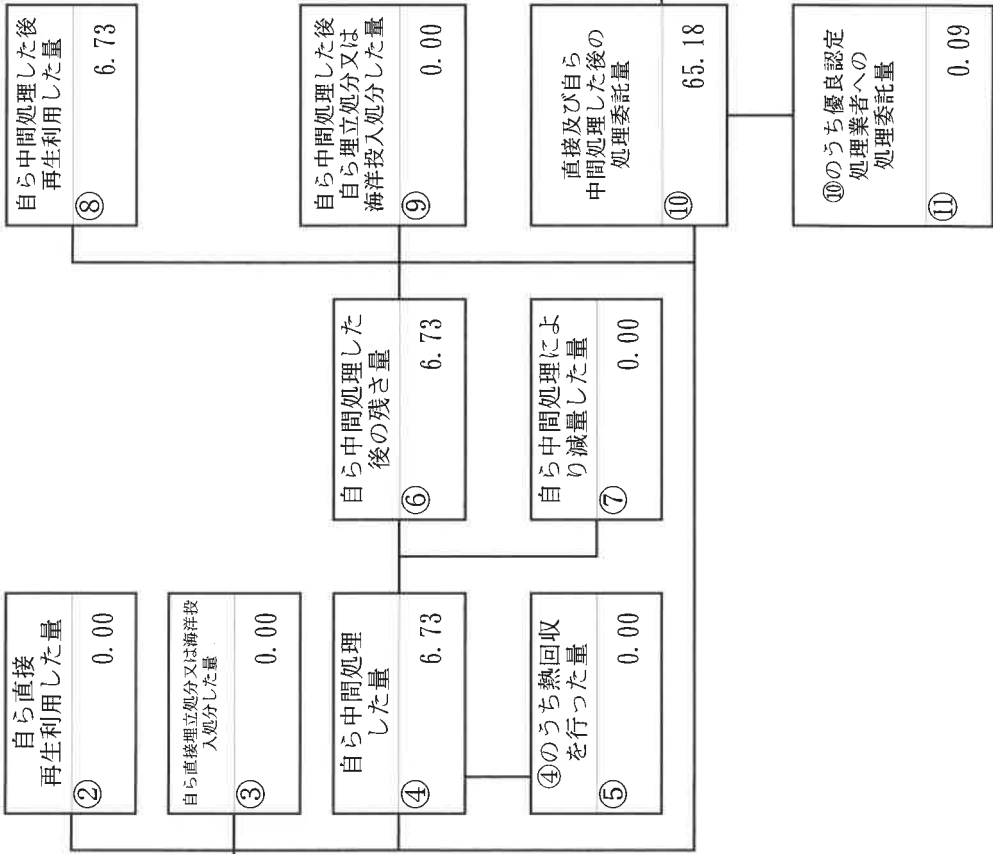 自ら直接
再生利用した量
②
0.00
自ら直接埋立処分又は海洋投
入処分した量
③
0.00
自ら中間処理
した量
④
6.73
④のうち熱回収
を行った量
⑤
0.00
自ら中間処理した
後の残さ量
⑥
6.73
自ら中間処理によ
り減量した量
⑦
0.00
自ら中間処理した後
再生利用した量
⑧
6.73
自ら中間処理した後
自ら埋立処分又は
海洋投入処分した量
⑨
0.00
直接及び自ら
中間処理した後の
処理委託量
⑩
65.18
⑩のうち優良認定
処理業者への
処理委託量
⑪
0.09